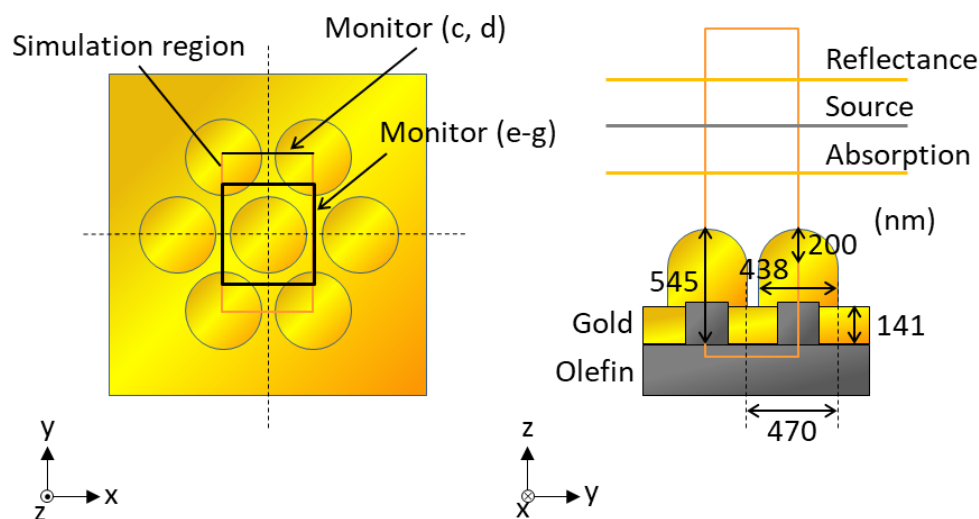 Simulation region
Monitor (c, d)
Monitor (e-g)
y
x
z
Reflectance
Source
Absorption
(nm)
200
438
545
Gold
141
Olefin
470
z
y
x